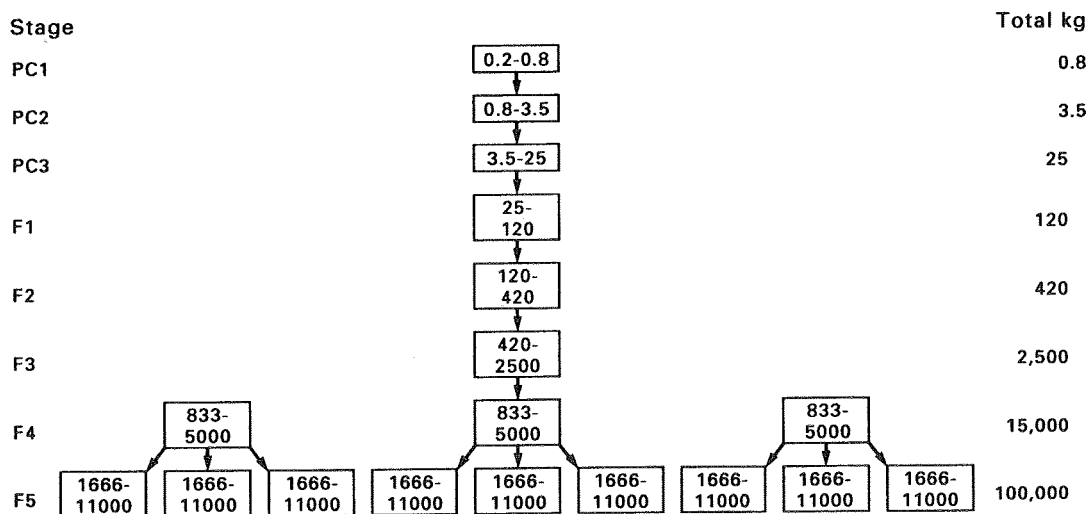 Stage Total kg
PC1 0.2-0.8 0.8
PC2 0.8-3.5 3.5
PC3 3.5-25 25
F1 25- 120
120
F2 120- 420
420
F3 420- 2,500
2500
F4 833- 833- 833- 15,000
5000 5000 5000
F5 1666- 1666- 1666- 1666- 1666- 1666- 1666- 1666- 1666- 100,000
11000 11000 11000 11000 11000 11000 11000 11000 11000